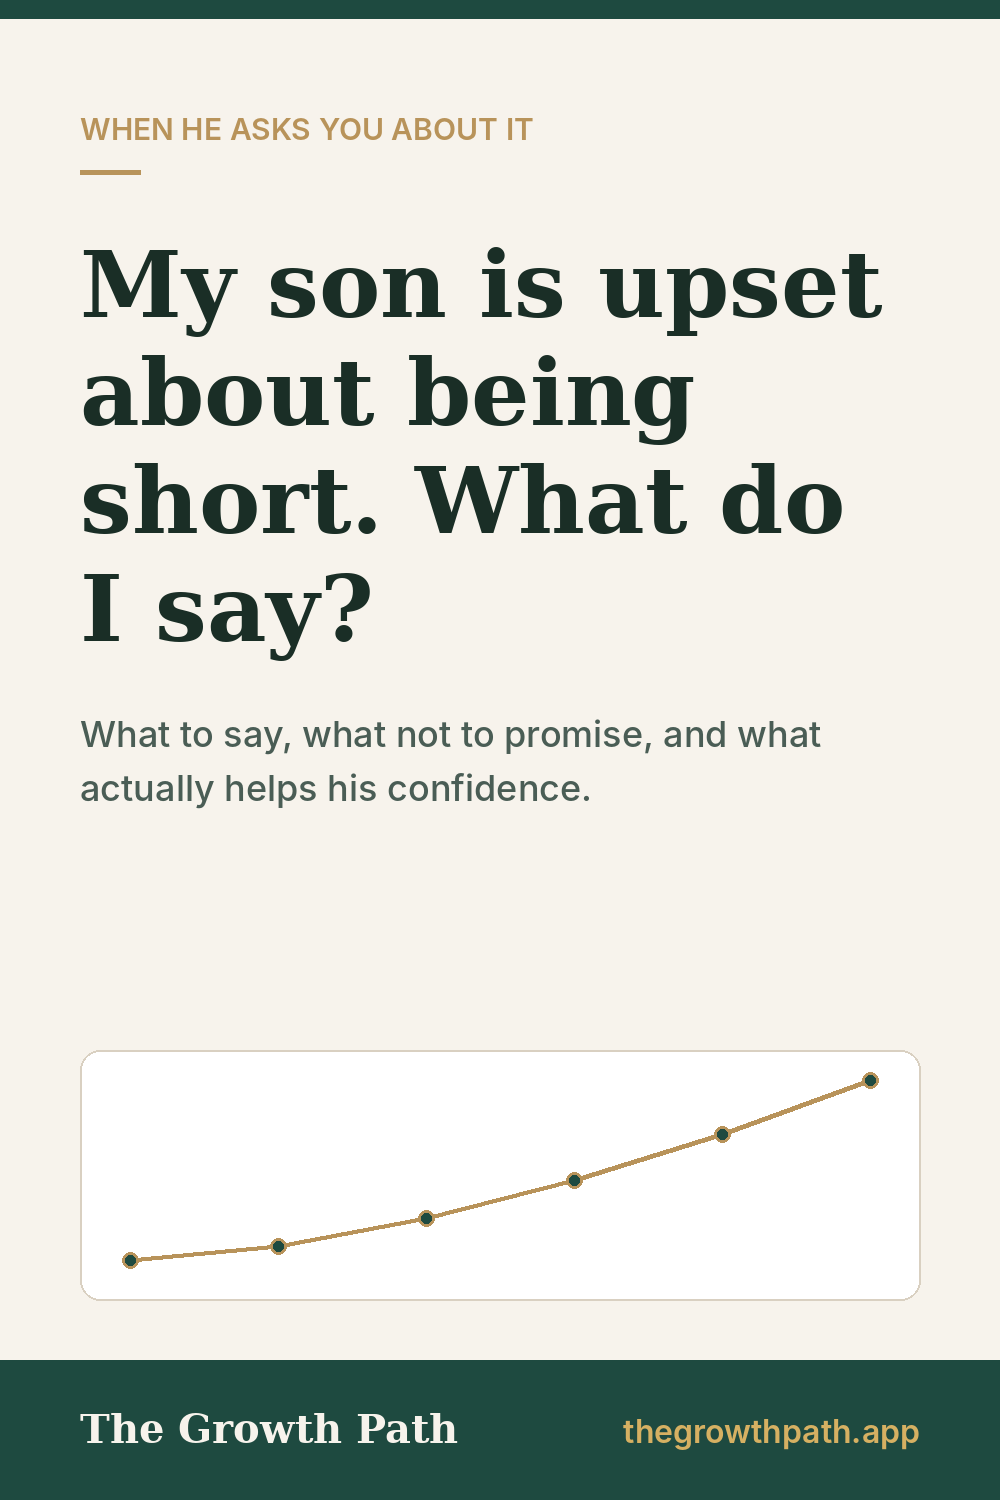 WHEN HE ASKS YOU ABOUT IT
My son is upset
about being
short. What do
I say?
What to say, what not to promise, and what
actually helps his confidence.
The Growth Path
thegrowthpath.app